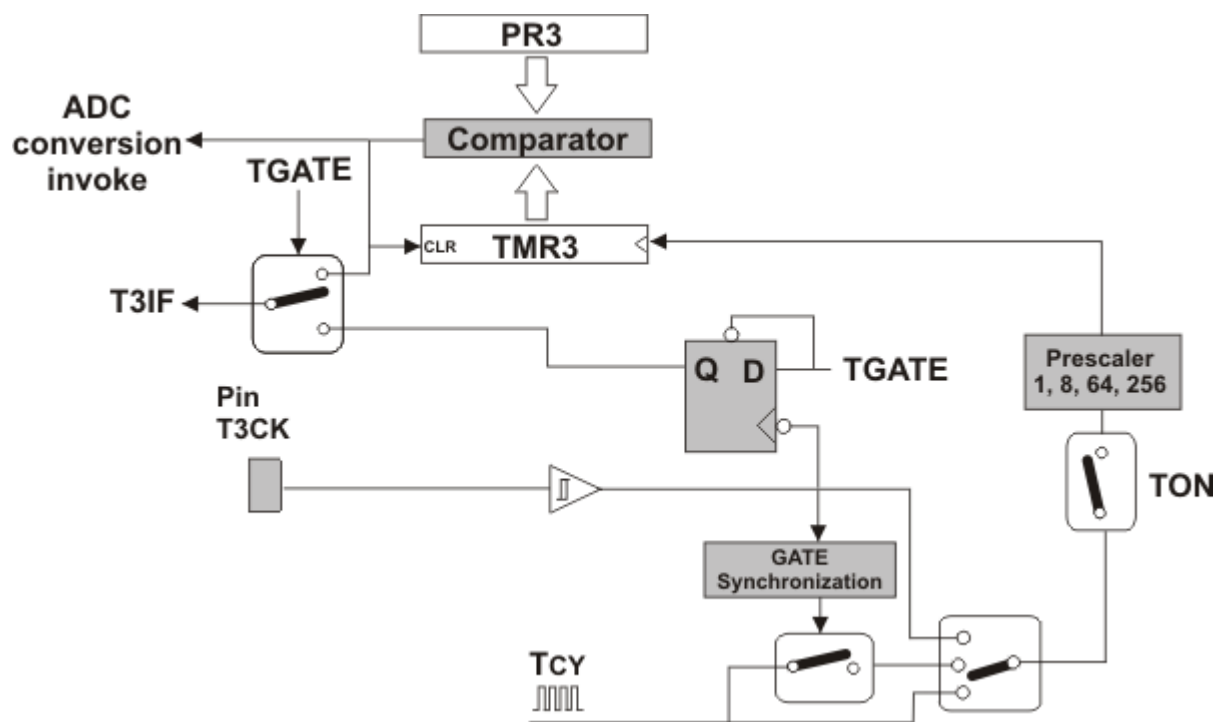 PR3
ADC
conversion
invoke
Comparator
TGATE
CLR
TMR3
T3IF
Q D
TGATE
Prescaler
1, 8, 64, 256
Pin
T3CK
TON
GATE
Synchronization
TCY